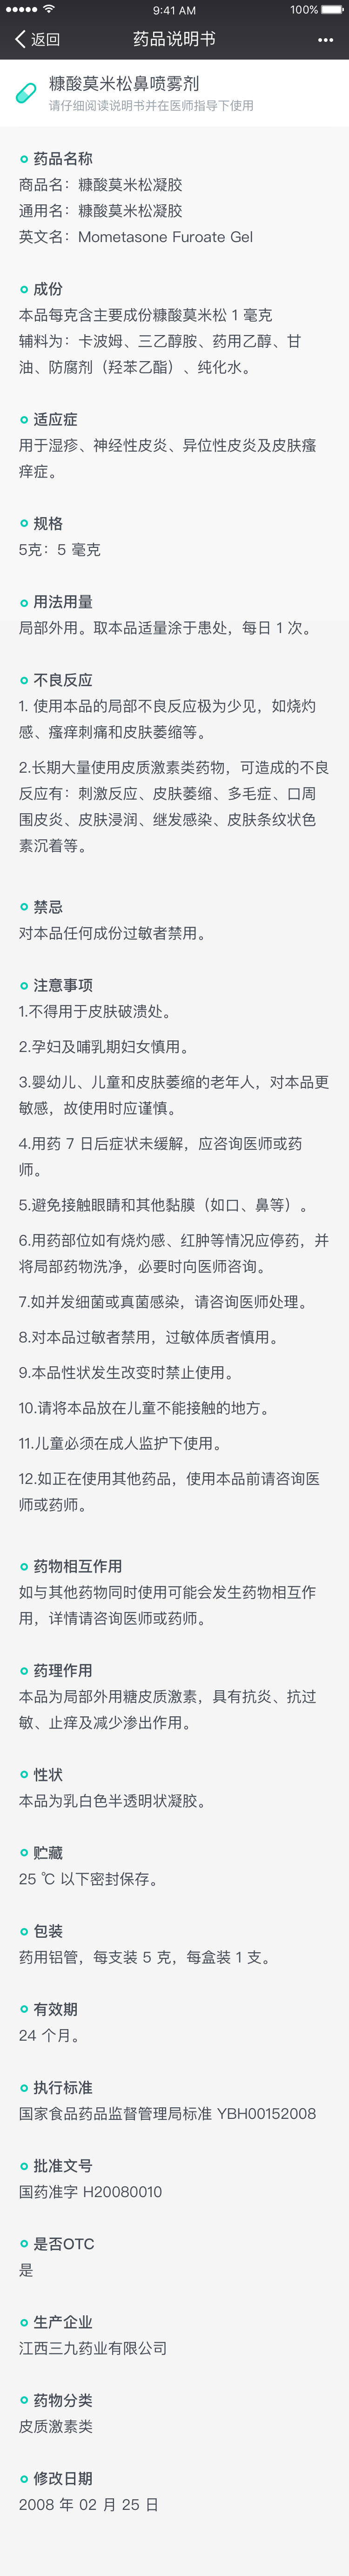 9:41 AM
100%
返回
药品说明书
糠酸莫米松鼻喷雾剂
请仔细阅读说明书并在医师指导下使用
药品名称
商品名：糠酸莫米松凝胶
通用名：糠酸莫米松凝胶
英文名：Mometasone Furoate Gel
成份
本品每克含主要成份糠酸莫米松 1 毫克
辅料为：卡波姆、三乙醇胺、药用乙醇、甘
油、防腐剂（羟苯乙酯）、纯化水。
适应症
用于湿疹、神经性皮炎、异位性皮炎及皮肤瘙
痒症。
规格
5克：5 毫克
用法用量
局部外用。取本品适量涂于患处，每日 1 次。
不良反应
1. 使用本品的局部不良反应极为少见，如烧灼
感、瘙痒刺痛和皮肤萎缩等。
2.长期大量使用皮质激素类药物，可造成的不良
反应有：刺激反应、皮肤萎缩、多毛症、口周
围皮炎、皮肤浸润、继发感染、皮肤条纹状色
素沉着等。
禁忌
对本品任何成份过敏者禁用。
注意事项
1.不得用于皮肤破溃处。
2.孕妇及哺乳期妇女慎用。
3.婴幼儿、儿童和皮肤萎缩的老年人，对本品更
敏感，故使用时应谨慎。
4.用药 7 日后症状未缓解，应咨询医师或药
师。
5.避免接触眼睛和其他黏膜（如口、鼻等）。
6.用药部位如有烧灼感、红肿等情况应停药，并
将局部药物洗净，必要时向医师咨询。
7.如并发细菌或真菌感染，请咨询医师处理。
8.对本品过敏者禁用，过敏体质者慎用。
9.本品性状发生改变时禁止使用。
10.请将本品放在儿童不能接触的地方。
11.儿童必须在成人监护下使用。
12.如正在使用其他药品，使用本品前请咨询医
师或药师。
药物相互作用
如与其他药物同时使用可能会发生药物相互作
用，详情请咨询医师或药师。
药理作用
本品为局部外用糖皮质激素，具有抗炎、抗过
敏、止痒及减少渗出作用。
性状
本品为乳白色半透明状凝胶。
贮藏
25 ℃ 以下密封保存。
包装
药用铝管，每支装 5 克，每盒装 1 支。
有效期
24 个月。
执行标准
国家食品药品监督管理局标准 YBH00152008
批准文号
国药准字 H20080010
是否OTC
是
生产企业
江西三九药业有限公司
药物分类
皮质激素类
修改日期
2008 年 02 月 25 日